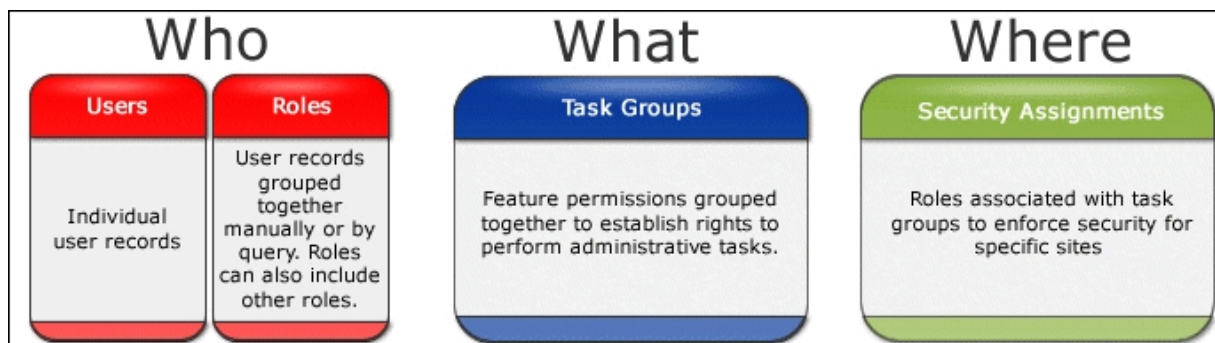 Who
What
Where
Users
Roles
Task Groups
Security Assignments
Individual
user records
User records
grouped
together
manually or by
query. Roles
can also include
other roles.
Feature permissions grouped
together to establish rights to
perform administrative tasks.
Roles associated with task
groups to enforce security for
specific sites